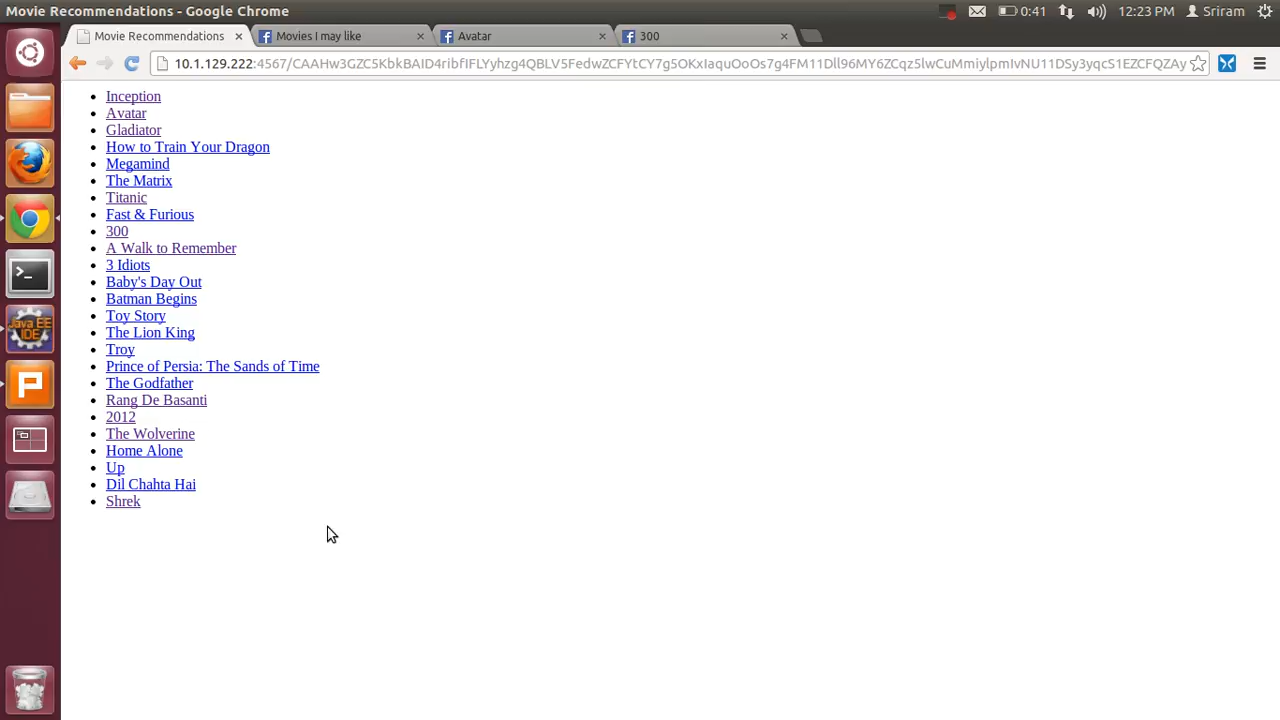 Movie Recommendations - Google Chrome
0:41 12:23 PM Sriram
Movie Recommendations Movies I may like Avatar 300
10.1.129.222:4567/
Inception
Avatar
Gladiator
How to Train Your Dragon
Megamind
The Matrix
Titanic
Fast & Furious
300
A Walk to Remember
3 Idiots
Baby's Day Out
Batman Begins
Toy Story
The Lion King
Troy
Prince of Persia: The Sands of Time
The Godfather
Rang De Basanti
2012
The Wolverine
Home Alone
Up
Dil Chahta Hai
Shrek
Java EE
IDE
P